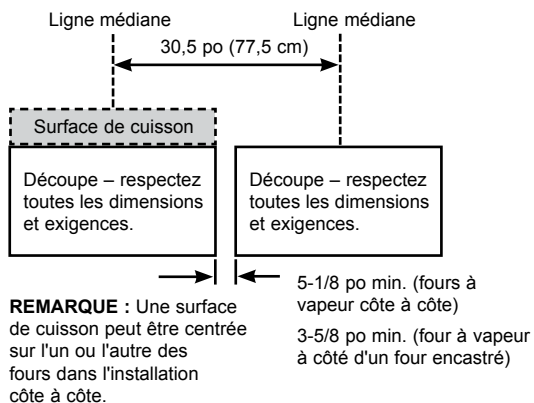 Ligne médiane
Ligne médiane
30,5 po (77,5 cm)
Surface de cuisson
Découpe – respectez
toutes les dimensions
et exigences.
Découpe – respectez
toutes les dimensions
et exigences.
REMARQUE : Une surface
de cuisson peut être centrée
sur l'un ou l'autre des
fours dans l'installation
côte à côte.
5-1/8 po min. (fours à
vapeur côte à côte)
3-5/8 po min. (four à vapeur
à côté d'un four encastré)